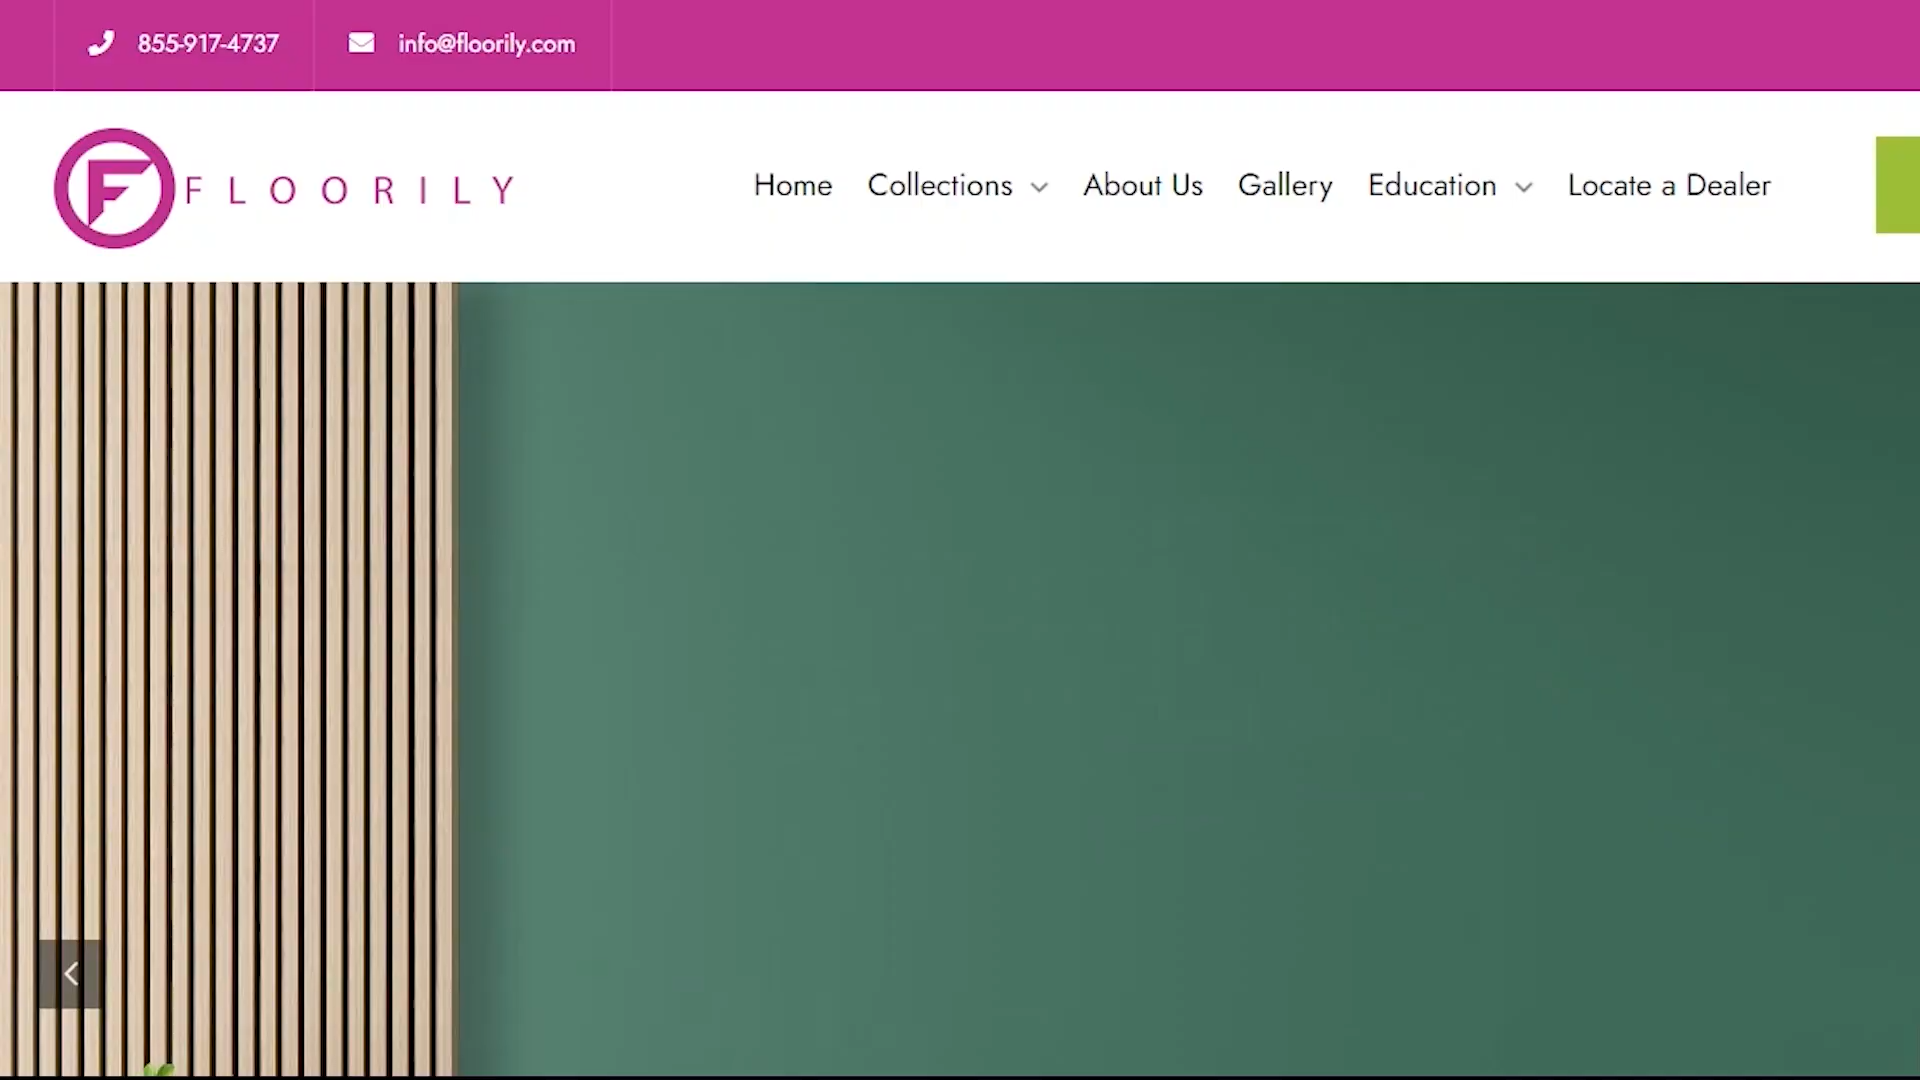 855-917-4737 info@floorily.com
FLOORILY
Home Collections About Us Gallery Education Locate a Dealer